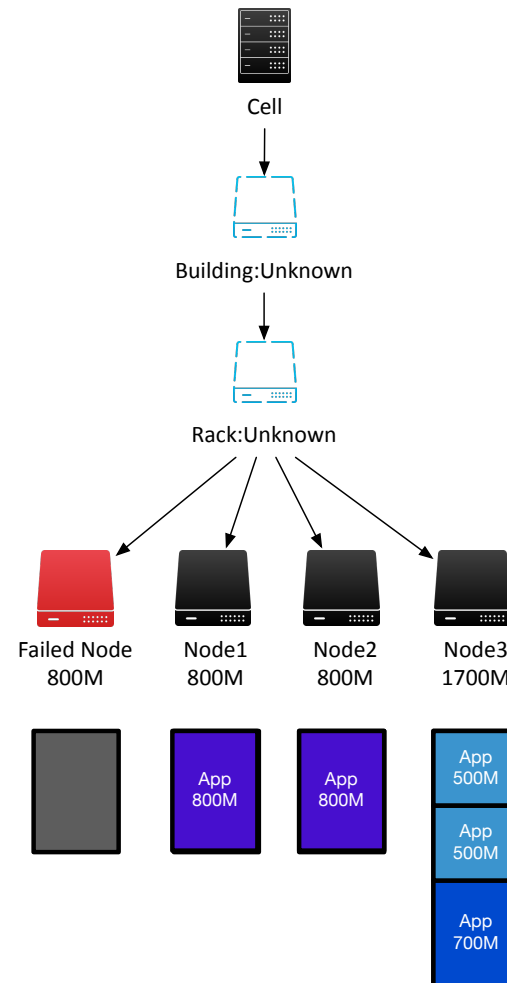 Cell
Building:Unknown
Rack:Unknown
Failed Node
800M
Node1
800M
Node2
800M
Node3
1700M
App
800M
App
800M
App
500M
App
500M
App
700M